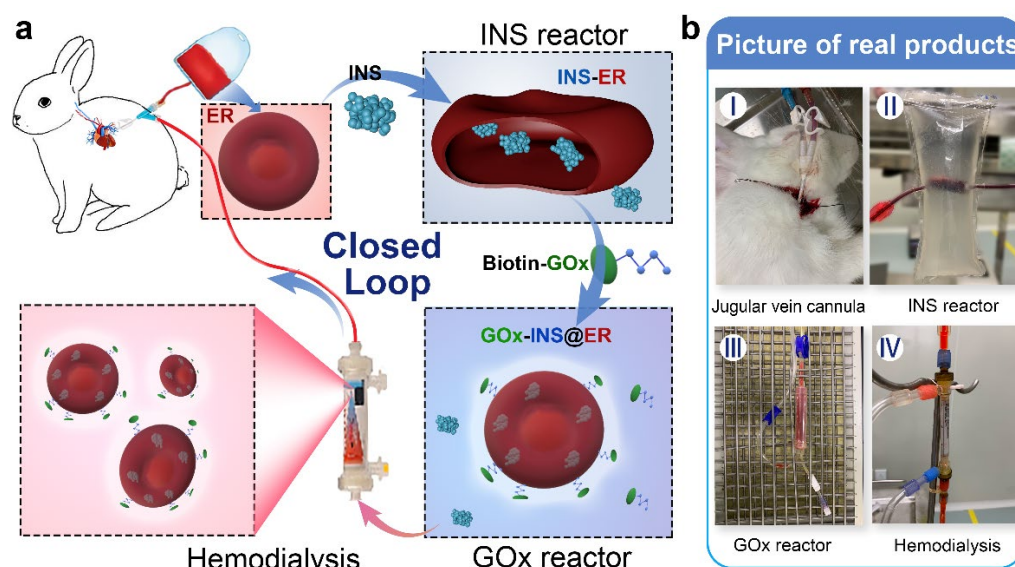 a
INS reactor
INS
INS-ER
ER
Closed
Loop
Biotin-GOx
GOx-INS@ER
Hemodialysis
GOx reactor
b
Picture of real products
I
II
Jugular vein cannula
INS reactor
III
IV
GOx reactor
Hemodialysis